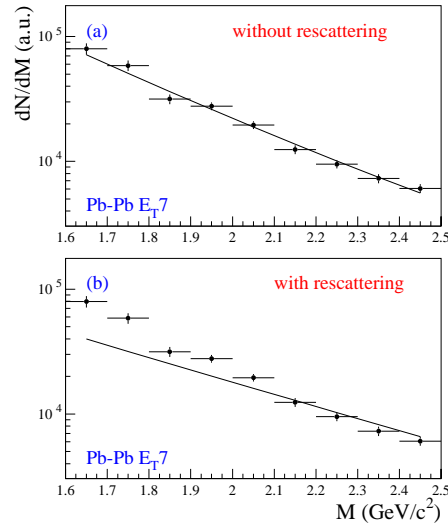 dN/dM (a.u.)
10^5
(a)
without rescattering
10^4
Pb-Pb E_T7
1.6 1.7 1.8 1.9 2 2.1 2.2 2.3 2.4 2.5
(b)
with rescattering
10^5
10^4
Pb-Pb E_T7
1.6 1.7 1.8 1.9 2 2.1 2.2 2.3 2.4 2.5
M (GeV/c²)